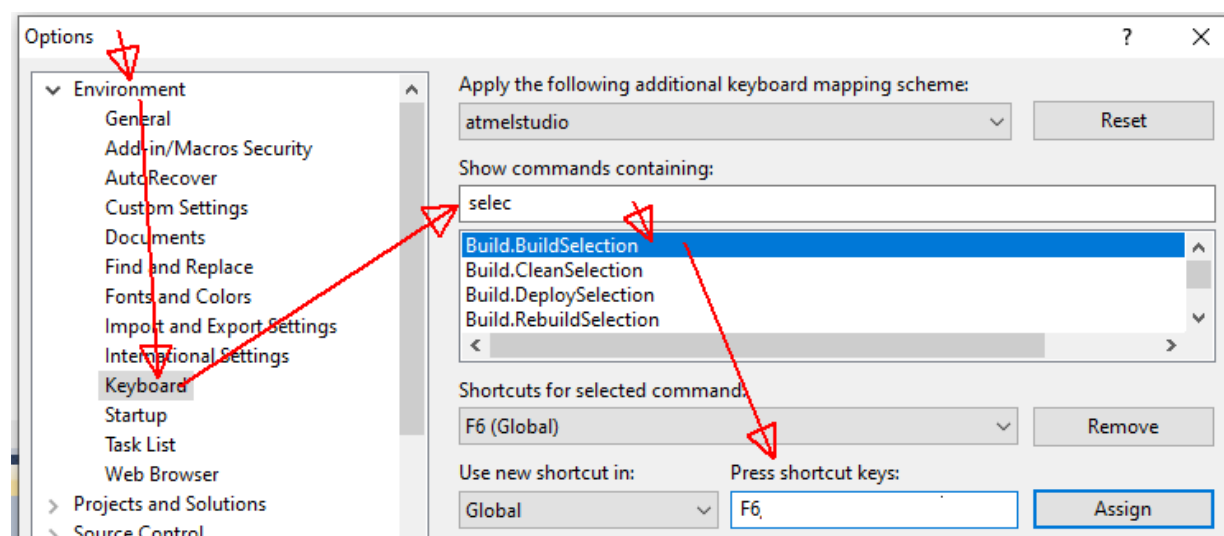 Options
?
Environment
General
Add-in/Macros Security
AutoRecover
Custom Settings
Documents
Find and Replace
Fonts and Colors
Import and Export Settings
International Settings
Keyboard
Startup
Task List
Web Browser
Projects and Solutions
Source Control
Apply the following additional keyboard mapping scheme:
atmelstudio
Reset
Show commands containing:
selec
Build.BuildSelection
Build.CleanSelection
Build.DeploySelection
Build.RebuildSelection
Shortcuts for selected command:
F6 (Global)
Remove
Use new shortcut in:
Press shortcut keys:
Global
F6,
Assign